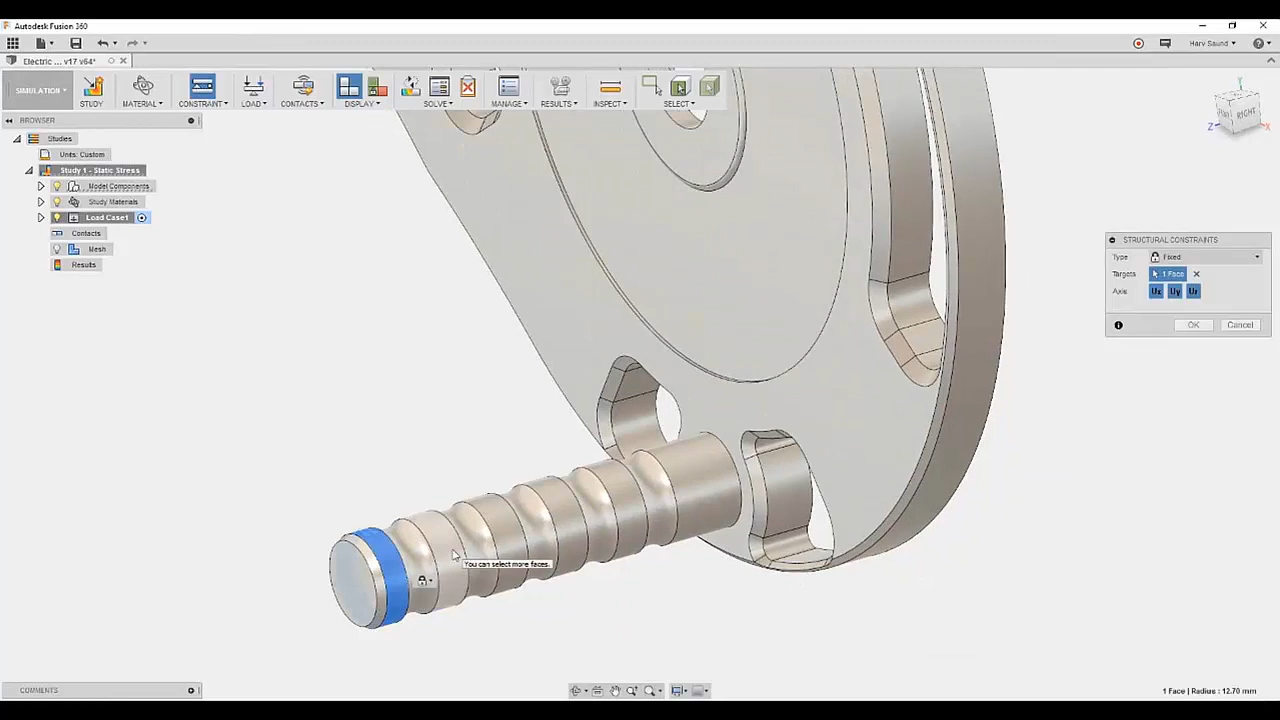 Autodesk Fusion 360
Harv Saund
Electric ... v17 v64*
SIMULATION
STUDY
MATERIAL
CONSTRAINT
LOAD
CONTACTS
DISPLAY
SOLVE
MANAGE
RESULTS
INSPECT
SELECT
BROWSER
RIGHT
Z
X
Studies
Units: Custom
Study 1 - Static Stress
Model Components
Study Materials
Load Case1
Contacts
Mesh
Results
STRUCTURAL CONSTRAINTS
Type
Fixed
Targets
1 Face
Axis
Ux Uy
OK
Cancel
You can select more faces.
COMMENTS
1 Face | Radius : 12.70 mm